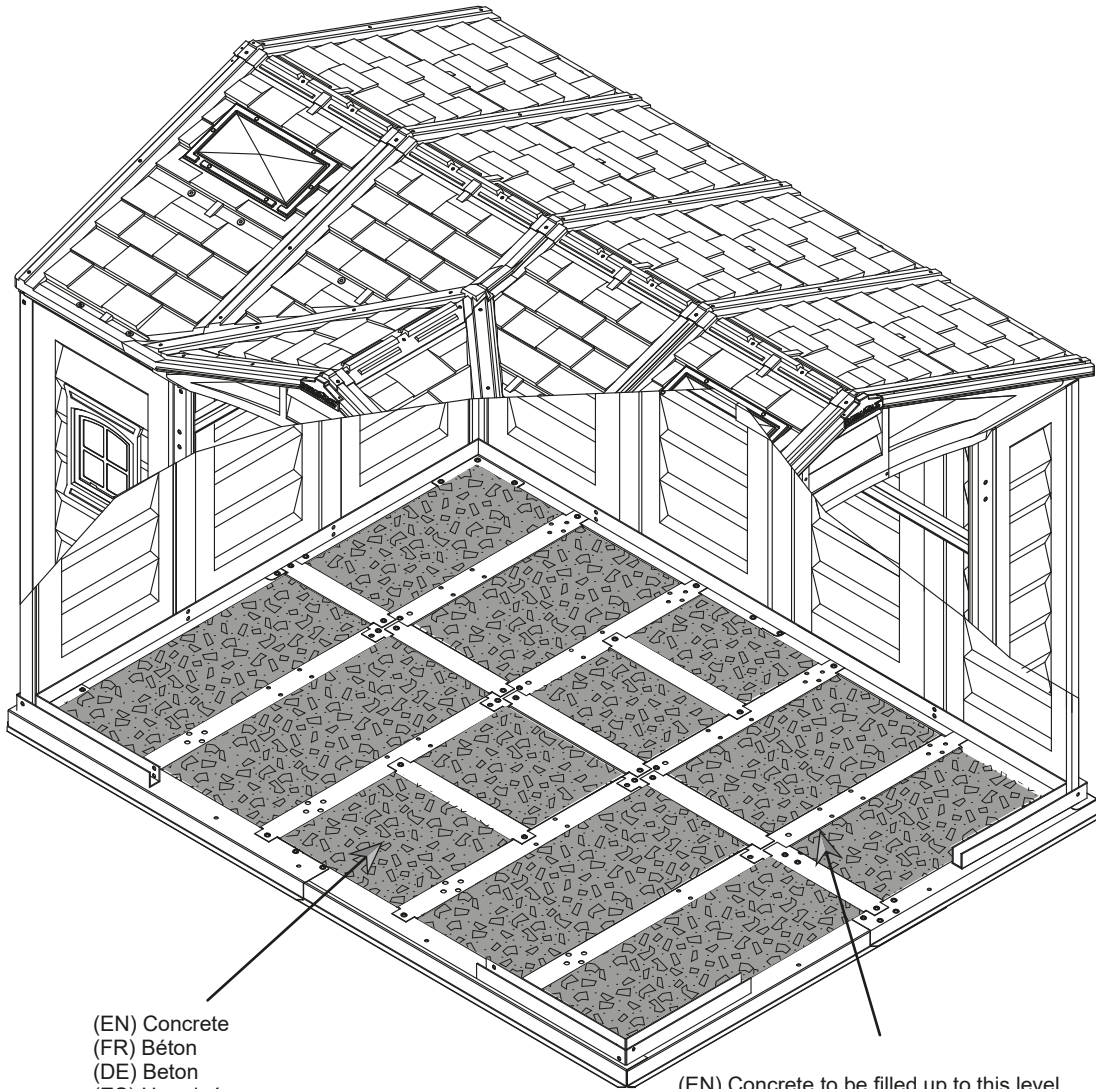 (EN) Concrete
(FR) Béton
(DE) Beton
(EN) Concrete to be filled up to this level